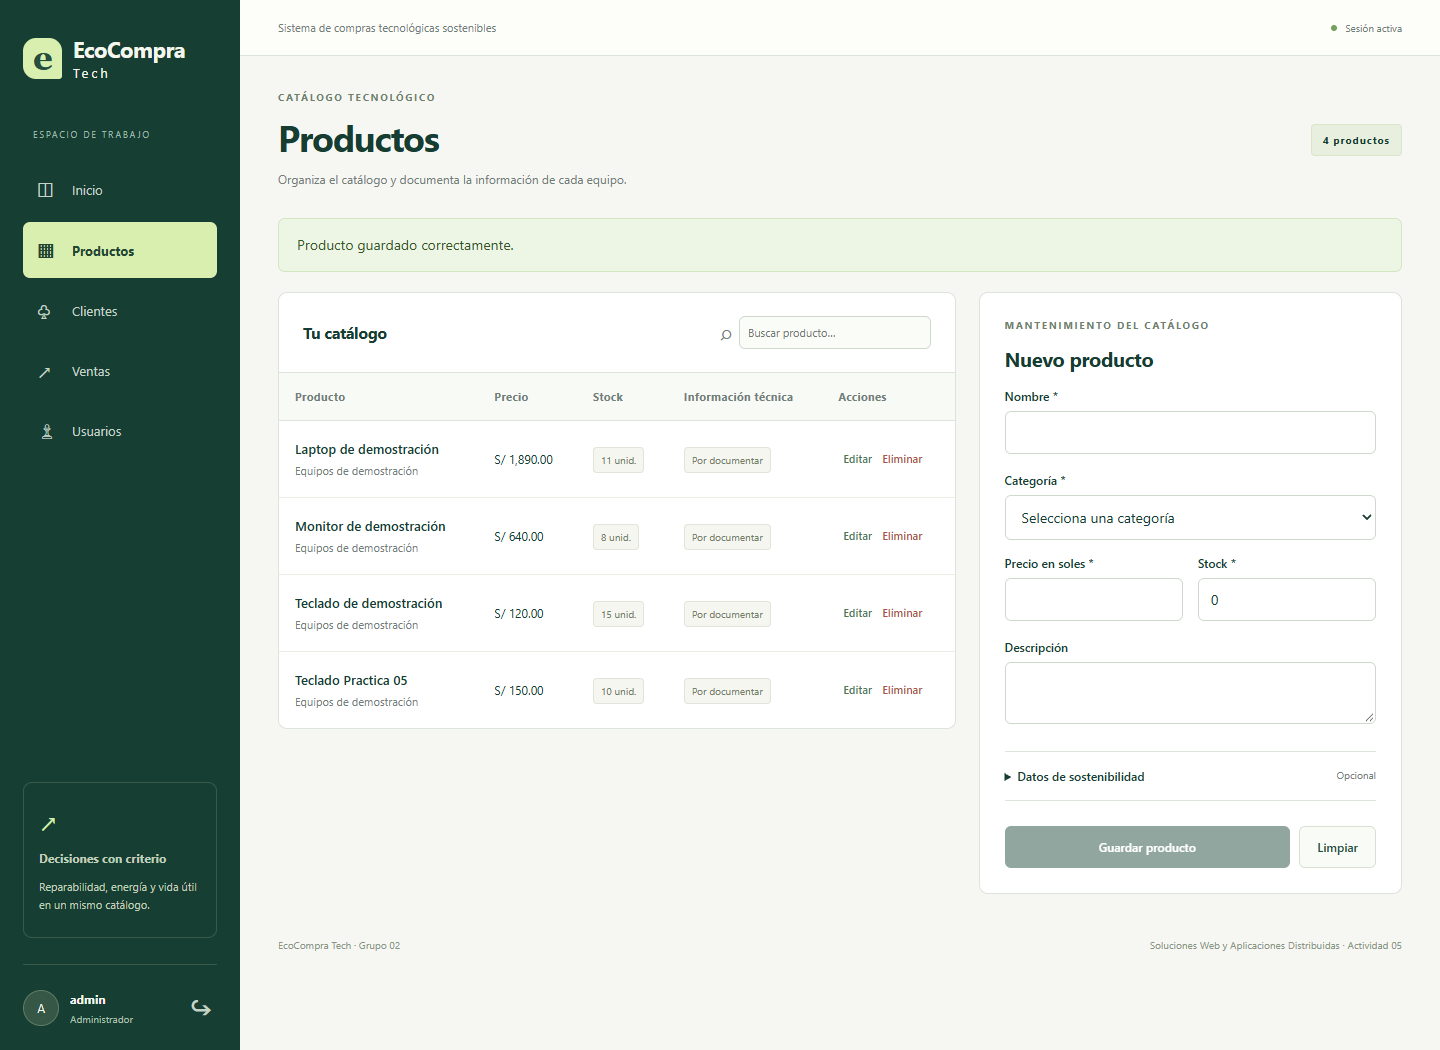 e EcoCompra
Tech
ESPACIO DE TRABAJO
Inicio
Productos
Clientes
Ventas
Usuarios
Decisiones con criterio
Reparabilidad, energía y vida útil
en un mismo catálogo.
A
admin
Administrador
Sistema de compras tecnológicas sostenibles
Sesión activa
CATÁLOGO TECNOLÓGICO
Productos
4 productos
Organiza el catálogo y documenta la información de cada equipo.
Producto guardado correctamente.
Tu catálogo
Buscar producto...
Producto Precio Stock Información técnica Acciones
Laptop de demostración
Equipos de demostración
S/ 1,890.00 11 unid. Por documentar Editar Eliminar
Monitor de demostración
Equipos de demostración
S/ 640.00 8 unid. Por documentar Editar Eliminar
Teclado de demostración
Equipos de demostración
S/ 120.00 15 unid. Por documentar Editar Eliminar
Teclado Practica 05
Equipos de demostración
S/ 150.00 10 unid. Por documentar Editar Eliminar
MANTENIMIENTO DEL CATÁLOGO
Nuevo producto
Nombre *
Categoría *
Selecciona una categoría
Precio en soles * Stock *
0
Descripción
Datos de sostenibilidad Opcional
Guardar producto Limpiar
EcoCompra Tech · Grupo 02
Soluciones Web y Aplicaciones Distribuidas · Actividad 05